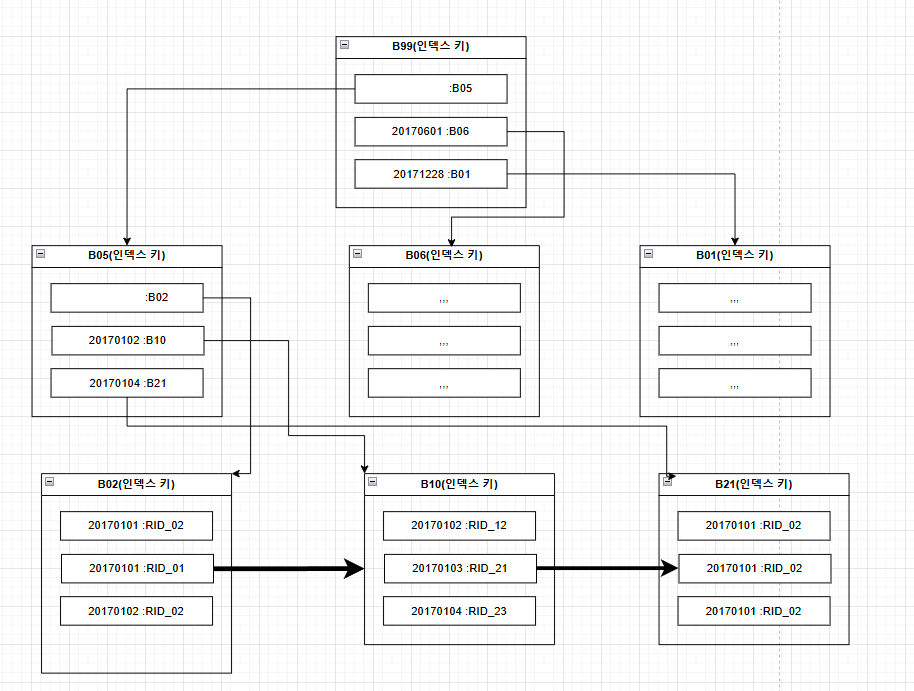 B99(인덱스 키)
:B05
20170601 :B06
20171228 :B01
B05(인덱스 키)
:B02
20170102 :B10
20170104 :B21
B06(인덱스 키)
,,,
,,,
,,,
B01(인덱스 키)
,,,
,,,
,,,
B02(인덱스 키)
20170101 :RID_02
20170101 :RID_01
20170102 :RID_02
B10(인덱스 키)
20170102 :RID_12
20170103 :RID_21
20170104 :RID_23
B21(인덱스 키)
20170101 :RID_02
20170101 :RID_02
20170101 :RID_02